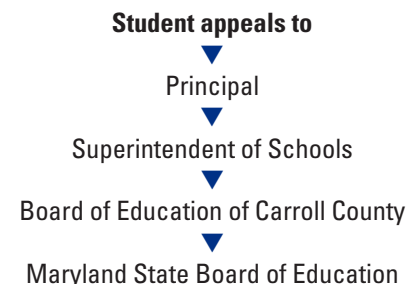 Student appeals to
Principal
Superintendent of Schools
Board of Education of Carroll County
Maryland State Board of Education